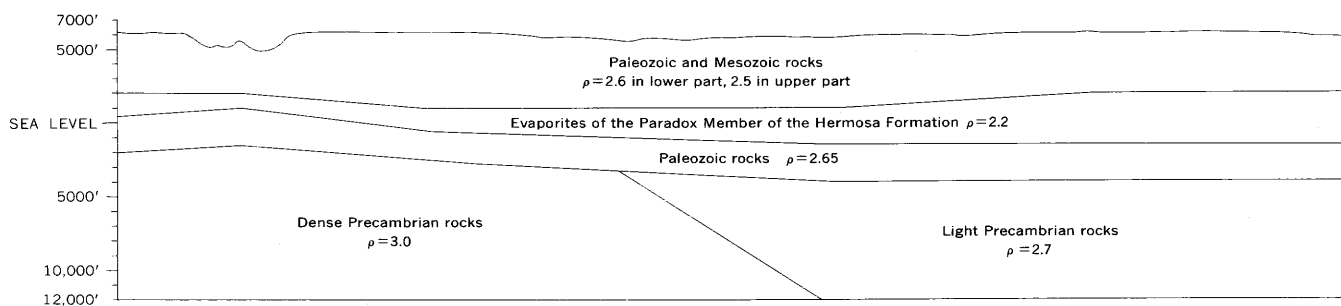 7000'
5000'
Paleozoic and Mesozoic rocks
ρ=2.6 in lower part, 2.5 in upper part
SEA LEVEL
Evaporites of the Paradox Member of the Hermosa Formation ρ=2.2
Paleozoic rocks ρ=2.65
5000'
Dense Precambrian rocks
ρ=3.0
Light Precambrian rocks
ρ=2.7
10,000'
12,000'